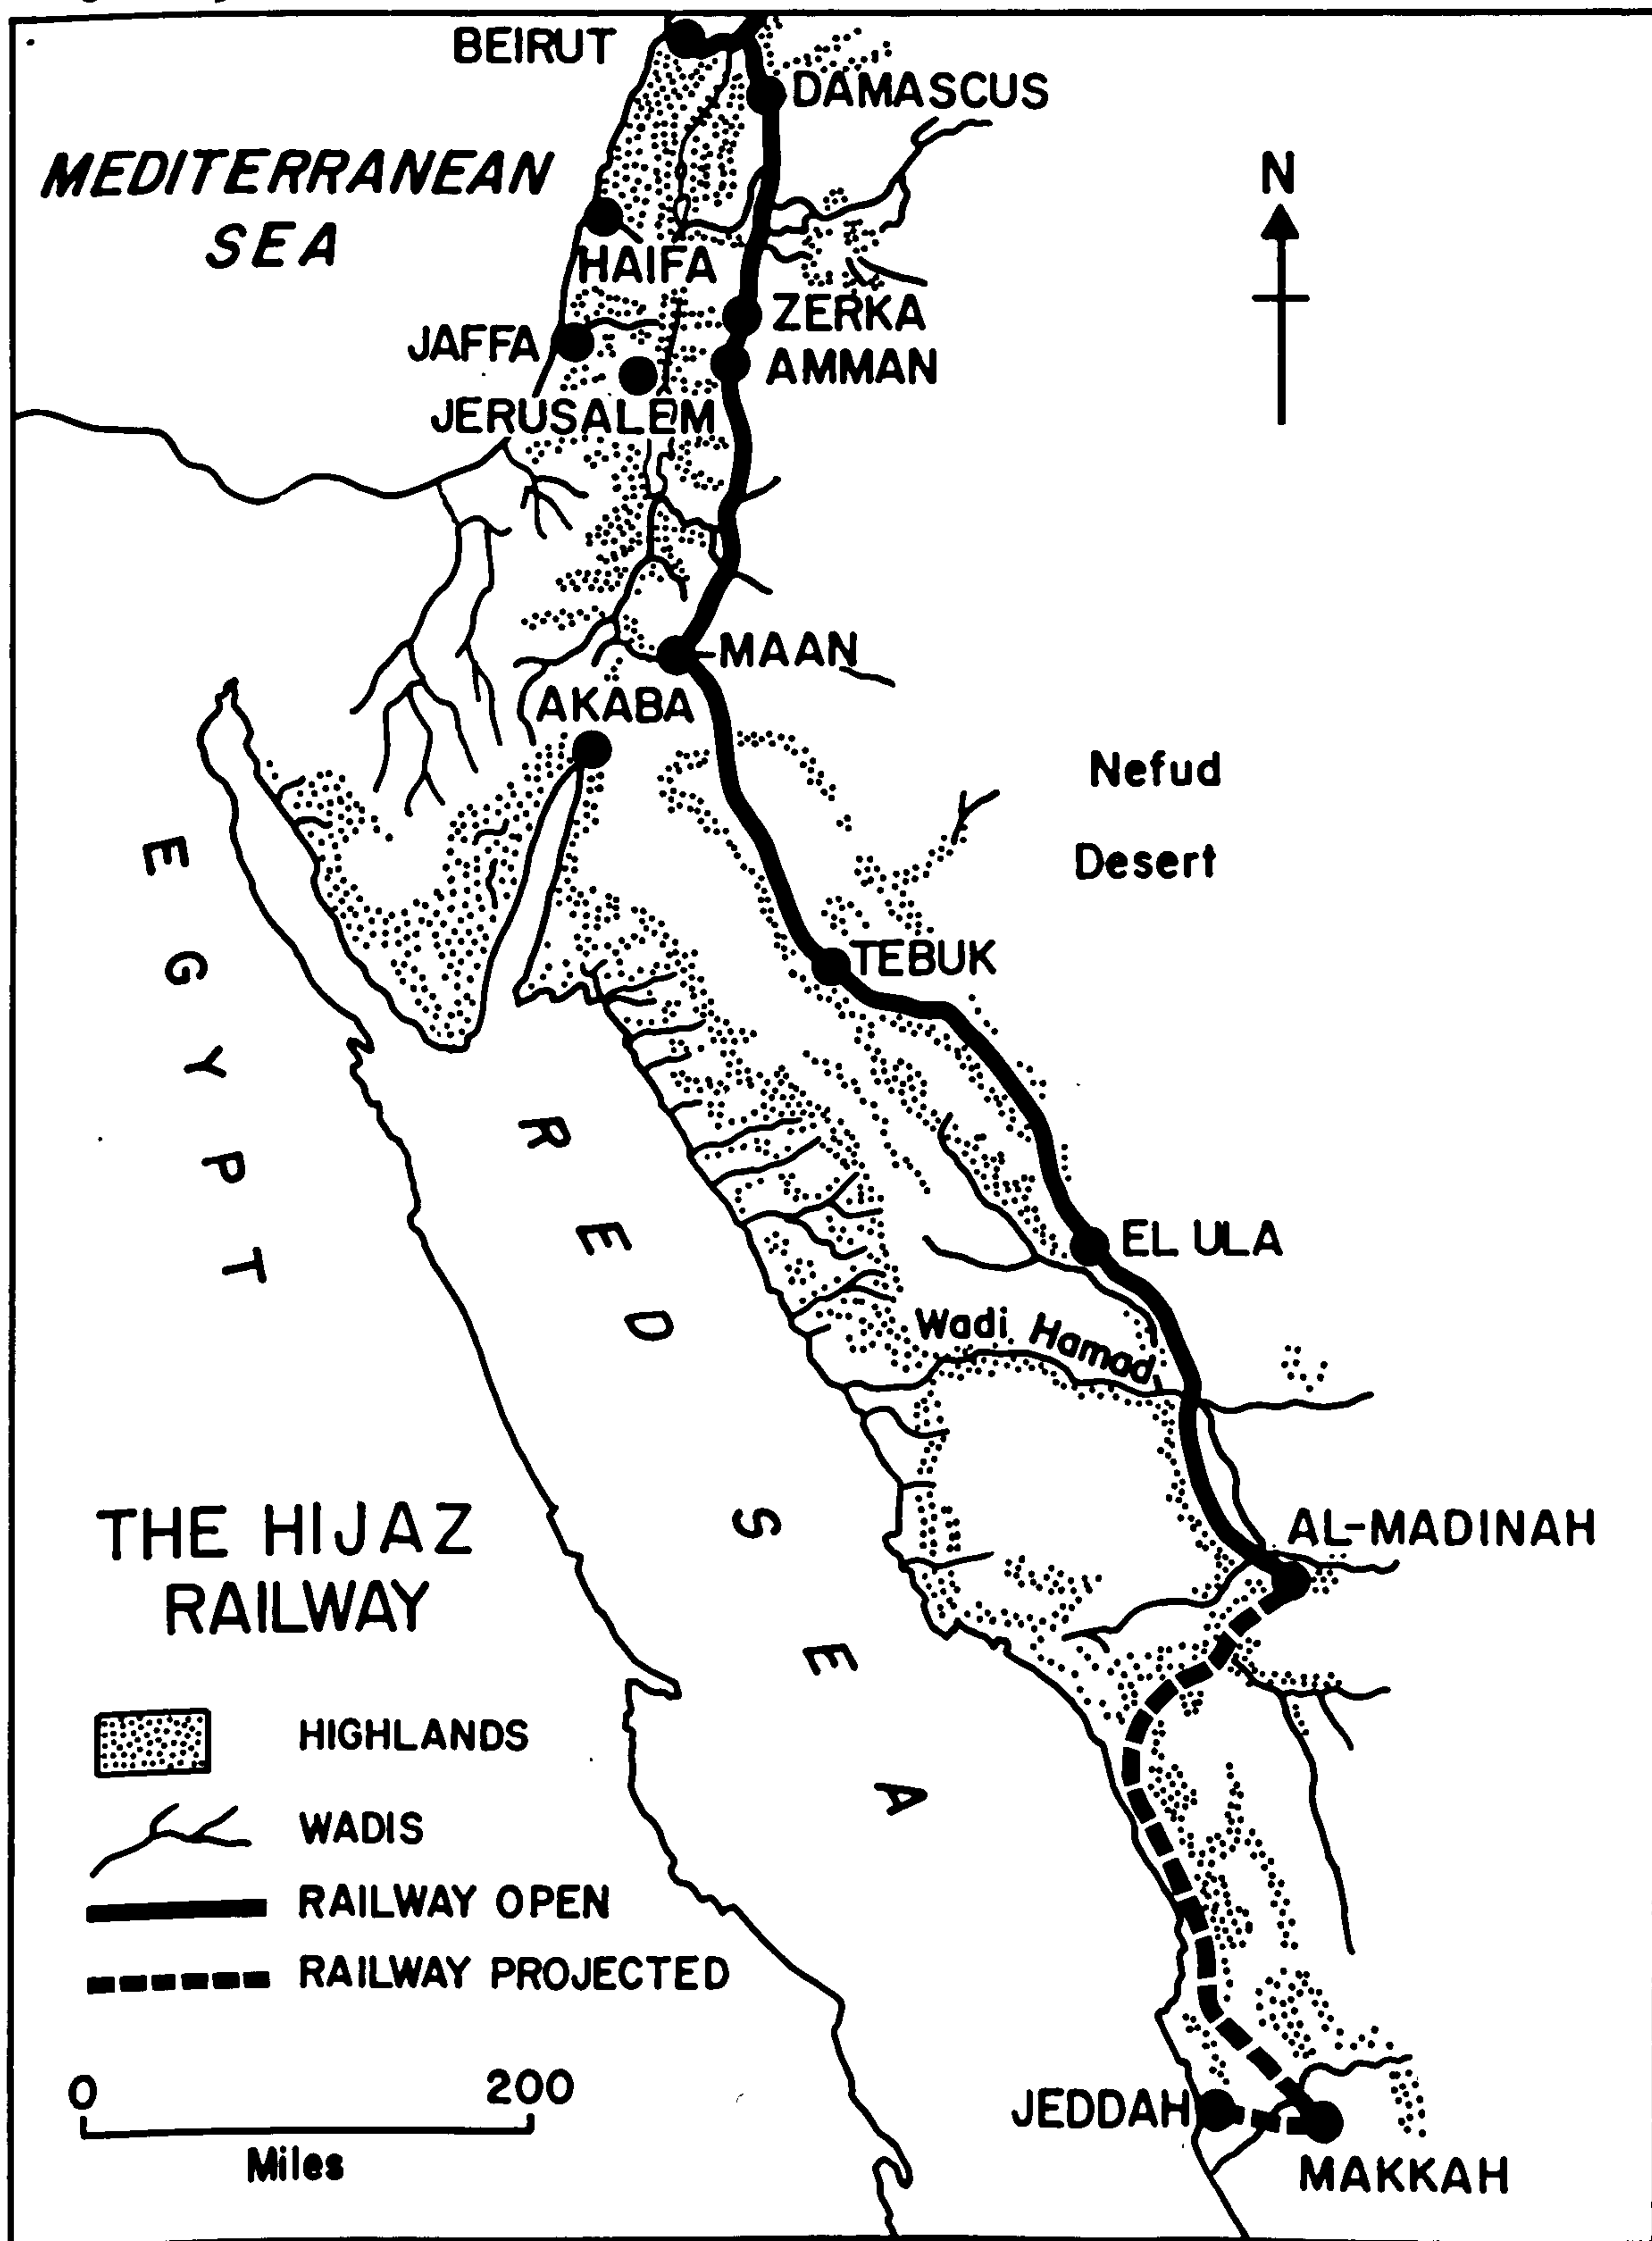 BEIRUT
DAMASCUS
MEDITERRANEAN
SEA
N
HAIFA
ZERKA
JAFFA
AMMAN
JERUSALEM
MAAN
AKABA
Nefud
Desert
EGYPT
TEBUK
RED SEA
EL ULA
Wadi Hamad
THE HIJAZ
RAILWAY
AL-MADINAH
HIGHLANDS
WADIS
RAILWAY OPEN
RAILWAY PROJECTED
0 200
Miles
JEDDAH
MAKKAH